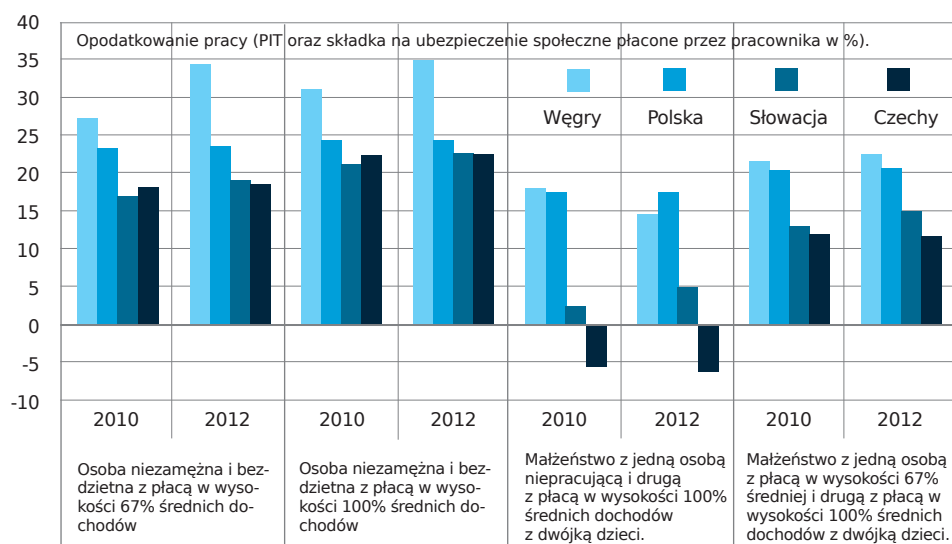 40
Opodatkowanie pracy (PIT oraz składka na ubezpieczenie społeczne płacone przez pracownika w %).
35
30
Węgry
Polska
Słowacja
Czechy
25
20
15
10
5
0
-5
-10
2010
2012
2010
2012
2010
2012
2010
2012
Osoba niezamężna i bez-
dzietna z płacą w wyso-
kości 67% średnich do-
chodów
Osoba niezamężna i bez-
dzietna z płacą w wyso-
kości 100% średnich do-
chodów
Małżeństwo z jedną osobą
niepracującą i drugą
z płacą w wysokości 100%
średnich dochodów
z dwójką dzieci.
Małżeństwo z jedną osobą
z płacą w wysokości 67%
średniej i drugą z płacą w
wysokości 100% średnich
dochodów z dwójką dzieci.